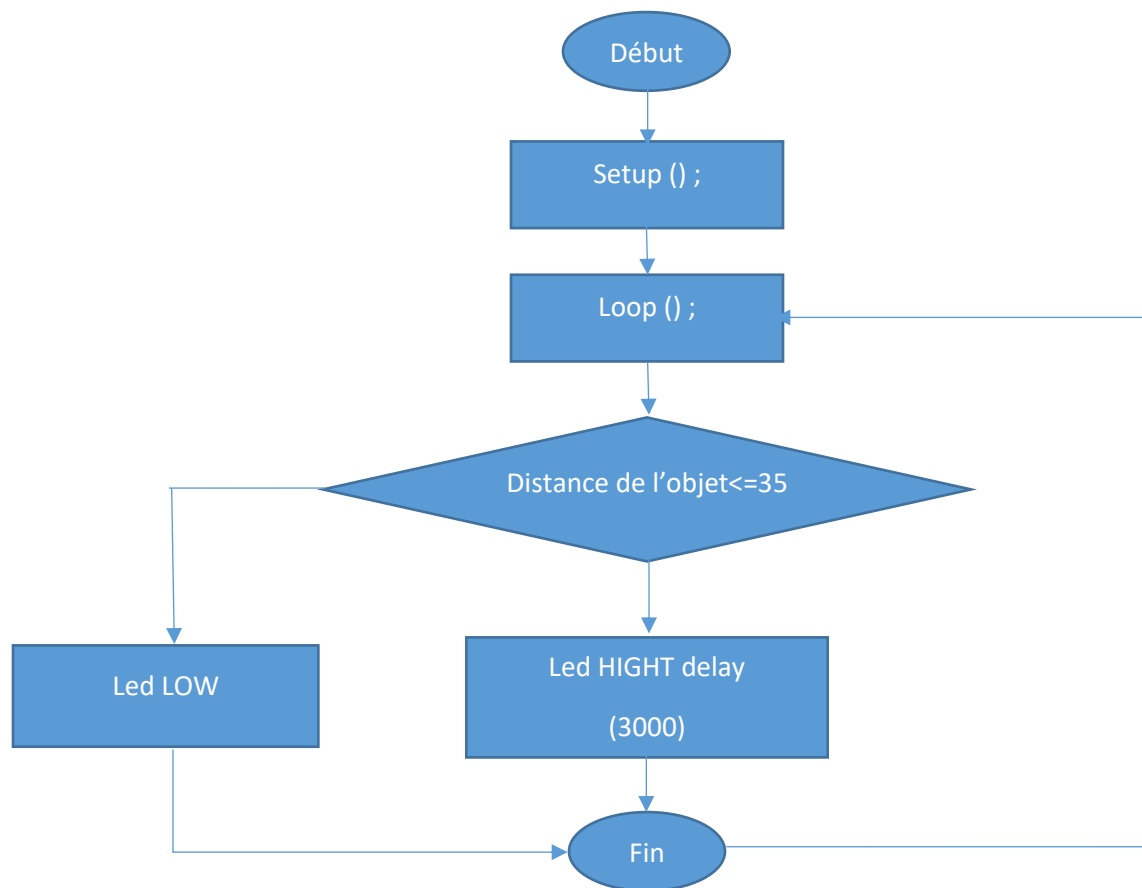 Début
Setup () ;
Loop () ;
Distance de l’objet<=35
Led LOW
Led HIGHT delay
(3000)
Fin